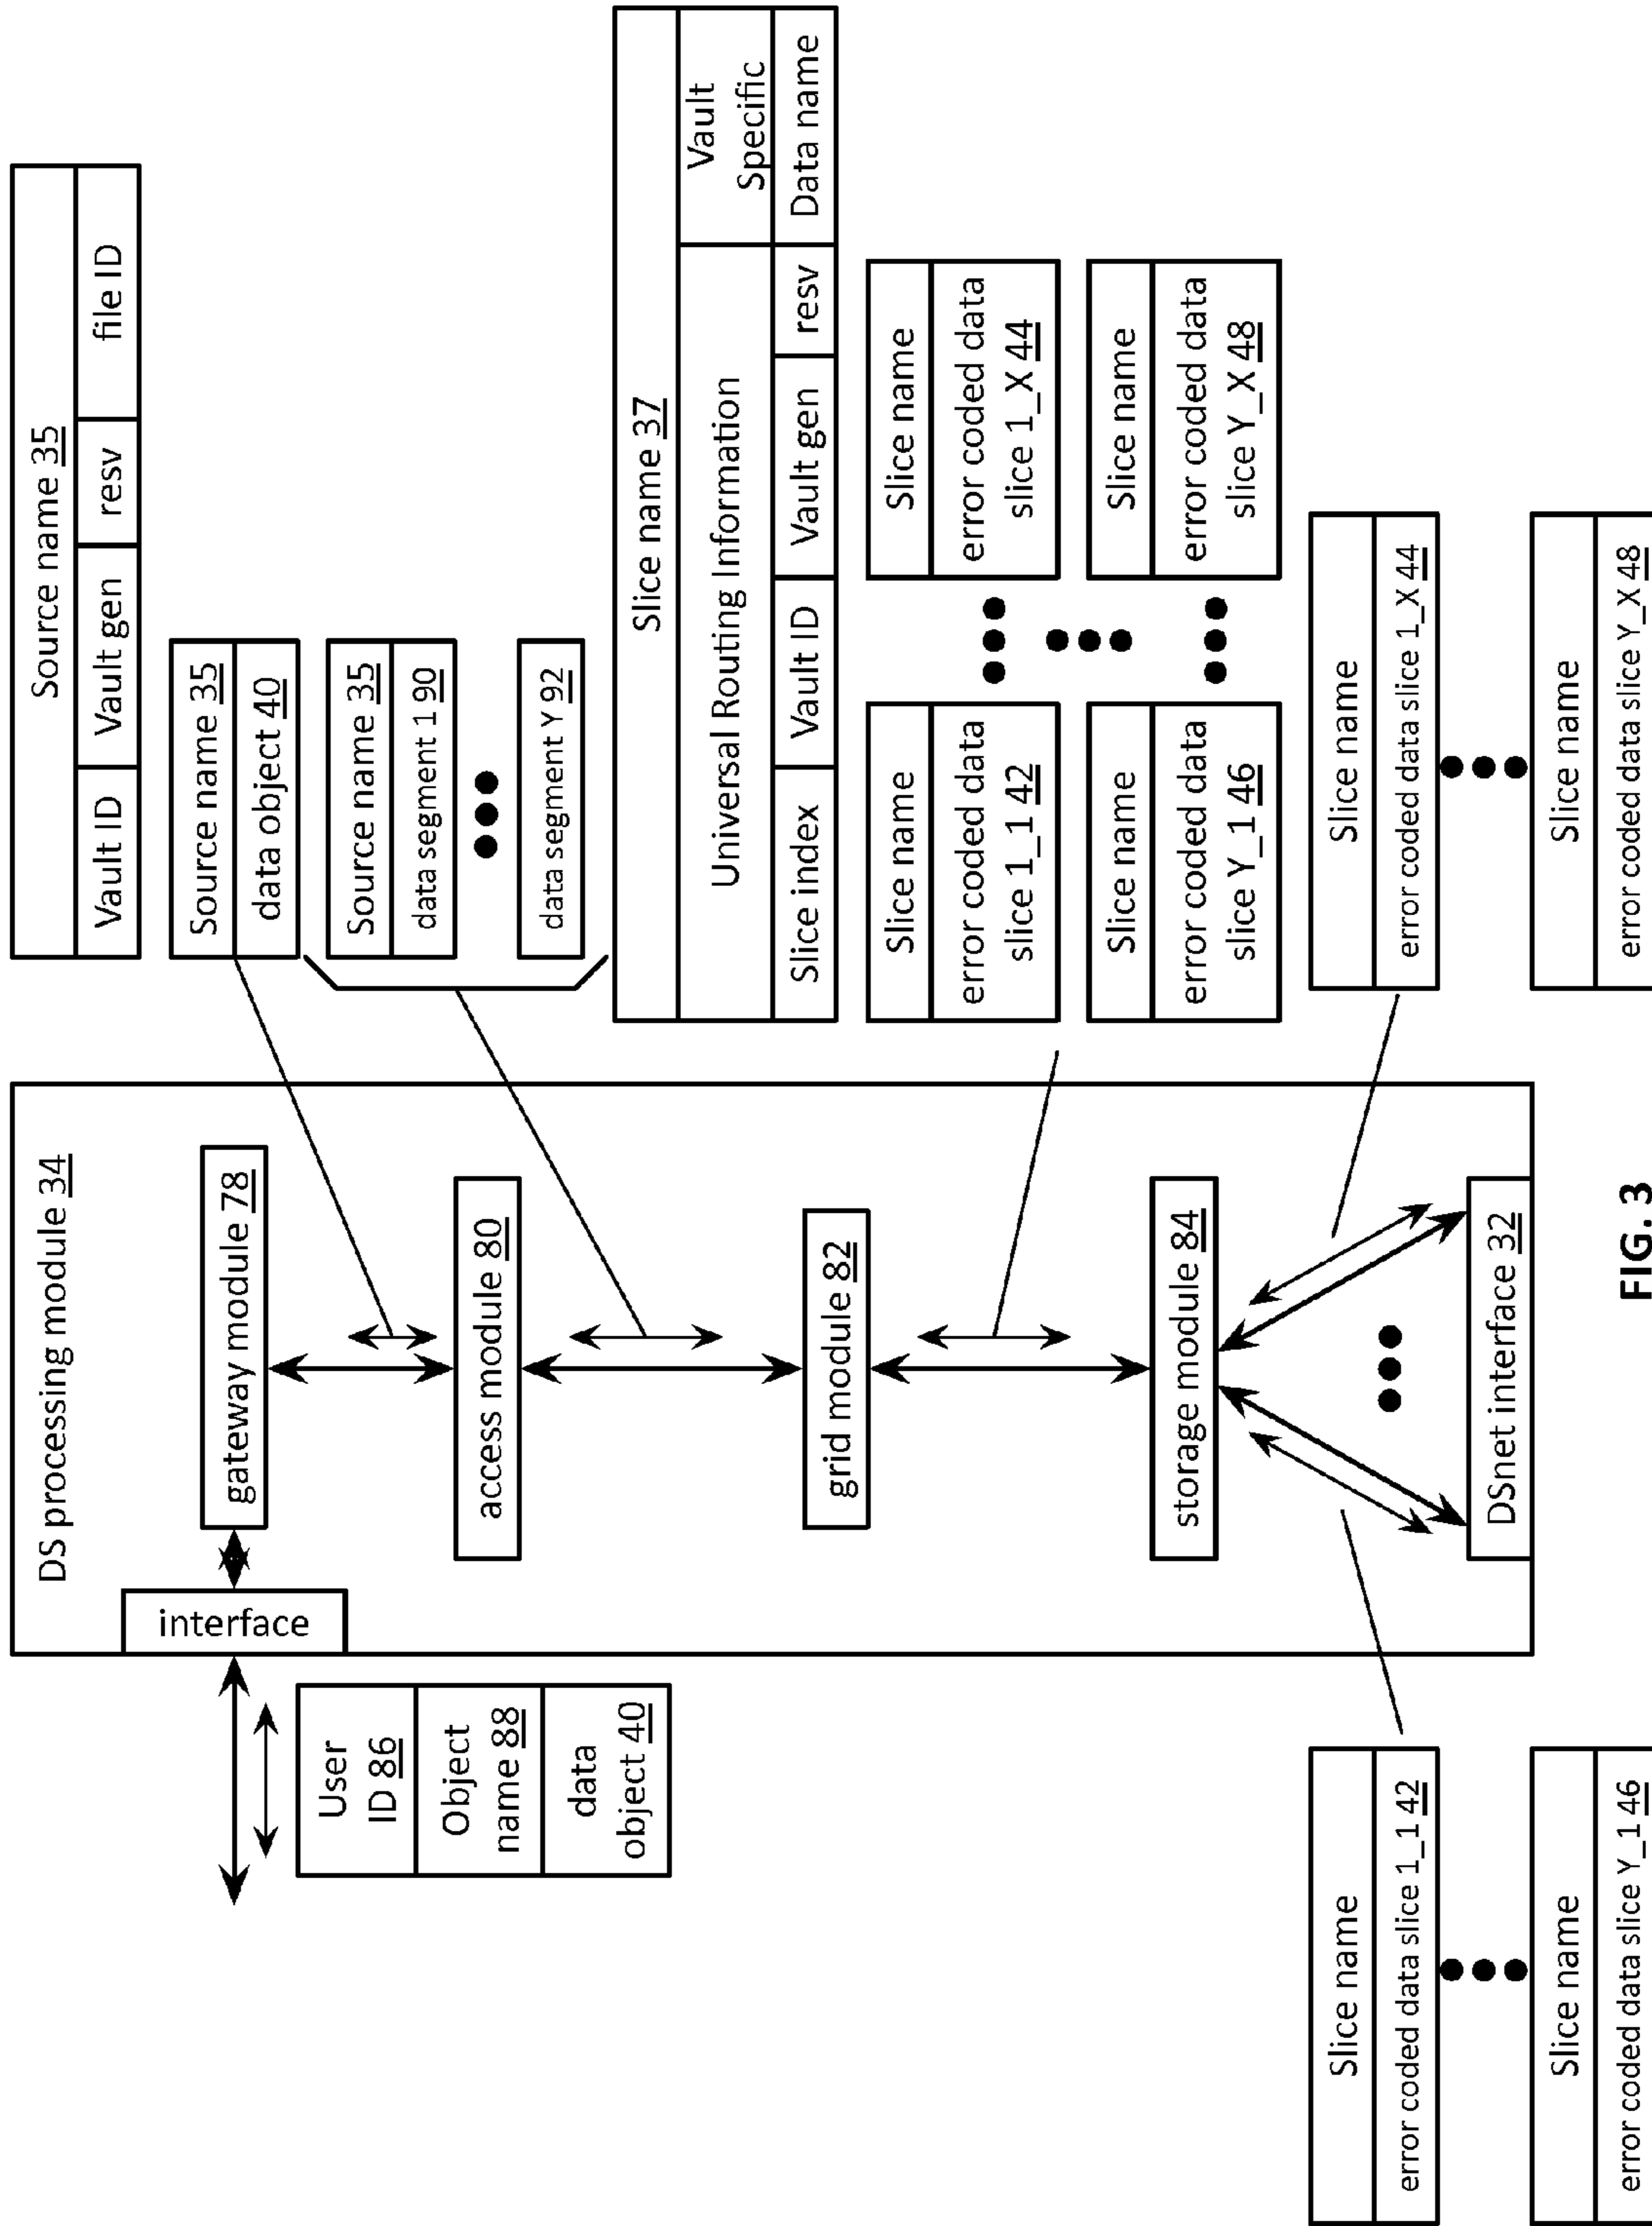 DS processing module 34
interface
gateway module 78
access module 80
grid module 82
storage module 84
DSnet interface 32
User
ID 86
Object
name 88
data
object 40
Source name 35
Vault ID
Vault gen
resv
file ID
Source name 35
data object 40
Source name 35
data segment 1 90
data segment Y 92
Slice name 37
Universal Routing Information
Vault
Specific
Slice index
Vault ID
Vault gen
resv
Data name
Slice name
error coded data
slice 1_1 42
Slice name
error coded data
slice 1_X 44
Slice name
error coded data
slice Y_1 46
Slice name
error coded data
slice Y_X 48
Slice name
error coded data slice 1_1 42
Slice name
error coded data slice Y_1 46
Slice name
error coded data slice 1_X 44
Slice name
error coded data slice Y_X 48
FIG. 3